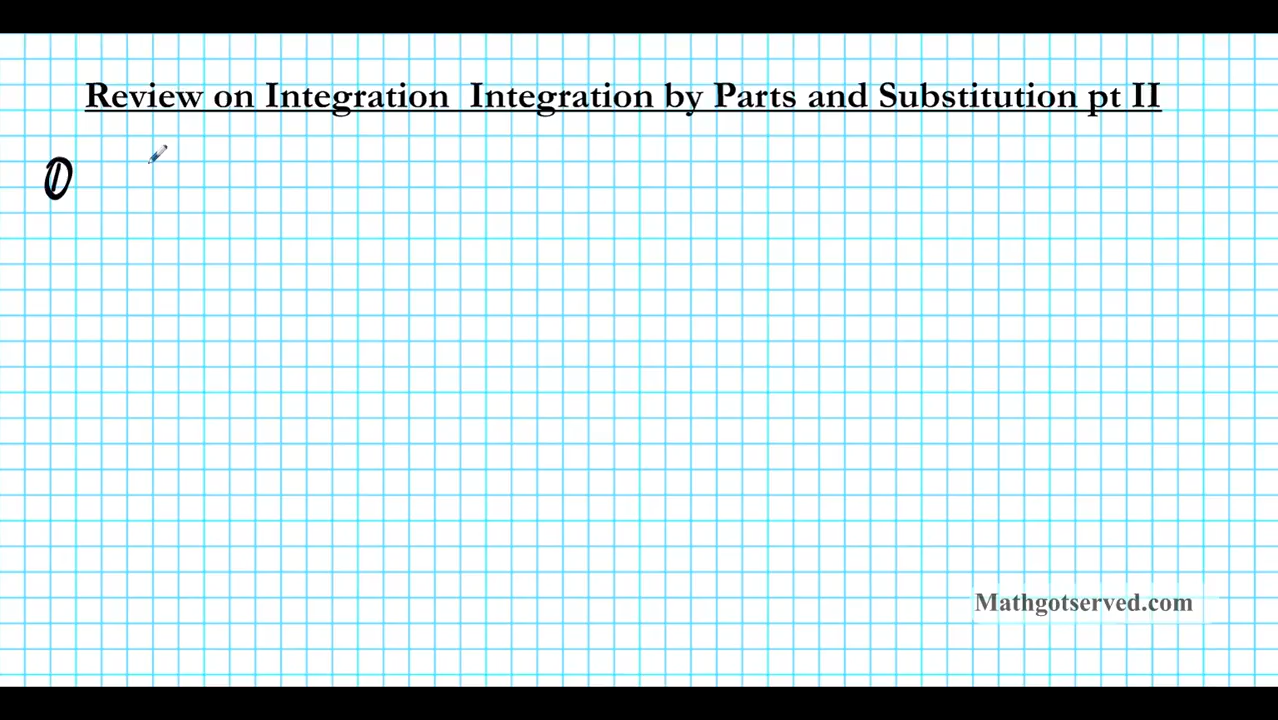 Review on Integration  Integration by Parts and Substitution pt II
①
Mathgotserved.com